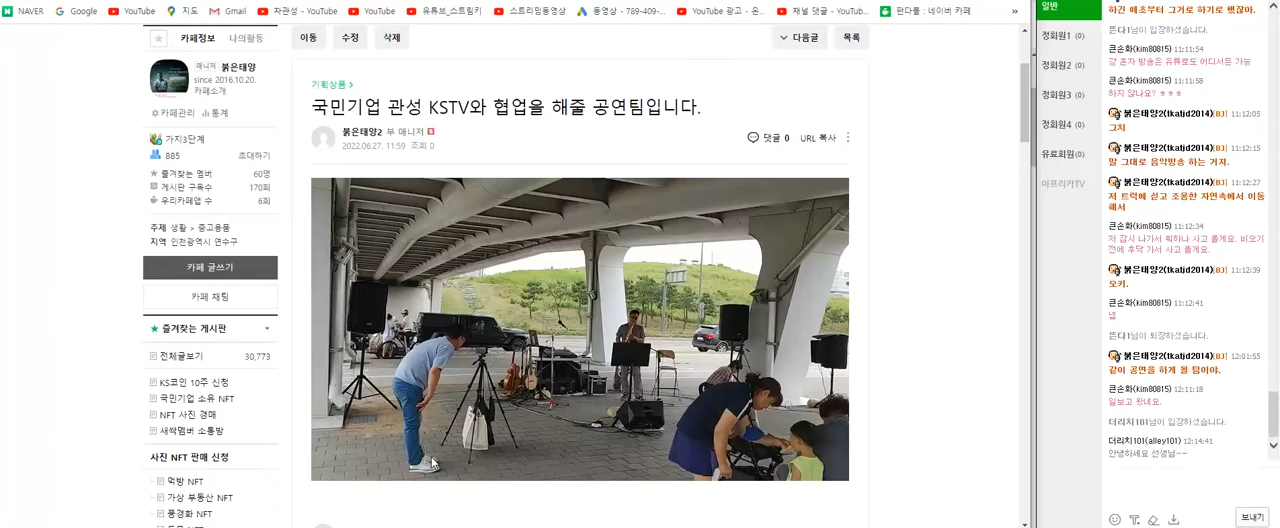 NAVER Google YouTube 지도 Gmail 자관성 - YouTube YouTube 유튜브_스트림키 스트리밍동영상 동영상 - 789-409-... YouTube 광고 - 온... 채널 댓글 - YouTub... 판다툴 : 네이버 카페 »
카페정보 나의활동
매니저 붉은태양
since 2016.10.20.
카페소개
카페관리 통계
가지3단계
885 초대하기
즐겨찾는 멤버 60명
게시판 구독수 170회
우리카페앱 수 6회
주제 생활 > 중고용품
지역 인천광역시 연수구
카페 글쓰기
카페 채팅
즐겨찾는 게시판
전체글보기 30,773
KS코인 10주 신청
국민기업 소유 NFT
NFT 사진 경매
새싹멤버 소통방
사진 NFT 판매 신청
먹방 NFT
가상 부동산 NFT
풍경화 NFT
이동 수정 삭제 다음글 목록
기획상품 >
국민기업 관성 KSTV와 협업을 해줄 공연팀입니다.
붉은태양2 부 매니저
2022.06.27. 11:59 조회 0
댓글 0 URL 복사
일반
정회원1 (0)
정회원2 (0)
정회원3 (0)
정회원4 (0)
유료회원(0)
아프리카TV
하긴 애초부터 그거로 하기로 했잖아.
뜬다1님이 입장하셨습니다.
큰손화(kim80815) 11:11:54
걍 혼자 방송은 유튜로도 어디서든 가능
큰손화(kim80815) 11:11:59
하지 않나요? ㅎㅎㅎ
붉은태양2(tkatjd2014)[BJ] 11:12:05
그치
붉은태양2(tkatjd2014)[BJ] 11:12:15
말 그대로 음악방송 하는 거지.
붉은태양2(tkatjd2014)[BJ] 11:12:27
저 트럭에 싣고 조용한 자연속에서 이동
해서
큰손화(kim80815) 11:12:34
저 잠시 나가서 뭐하나 사고 올게요. 비오기
전에 후닥 가서 사고 올게요.
붉은태양2(tkatjd2014)[BJ] 11:12:39
오키.
큰손화(kim80815) 11:12:41
넵
뜬다1님이 퇴장하셨습니다.
붉은태양2(tkatjd2014)[BJ] 12:01:55
같이 공연을 하게 될 팀이야.
큰손화(kim80815) 12:11:18
일보고 왔네요.
더리치101님이 입장하셨습니다.
더리치101(alley101) 12:14:41
안녕하세요 선생님~~
보내기